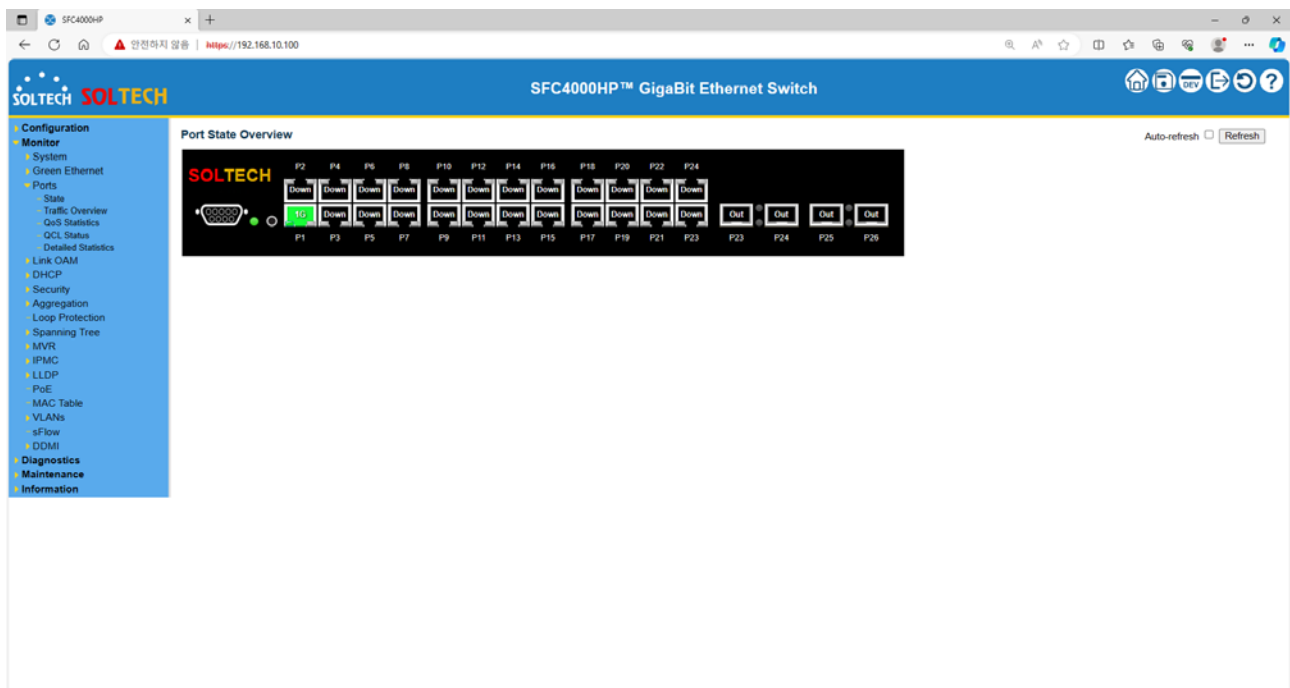 SFC4000HP
안전하지 않음 | https://192.168.10.100
SOLTECH SOLTECH
SFC4000HP™ GigaBit Ethernet Switch
DEV
?
Configuration
Monitor
System
Green Ethernet
Ports
State
Traffic Overview
QoS Statistics
QCL Status
Detailed Statistics
Link OAM
DHCP
Security
Aggregation
Loop Protection
Spanning Tree
MVR
IPMC
LLDP
PoE
MAC Table
VLANs
sFlow
DDMI
Diagnostics
Maintenance
Information
Port State Overview
Auto-refresh Refresh
SOLTECH
P2 P4 P6 P8 P10 P12 P14 P16 P18 P20 P22 P24
Down Down Down Down Down Down Down Down Down Down Down Down
1G Down Down Down Down Down Down Down Down Down Down Down Out Out Out Out
P1 P3 P5 P7 P9 P11 P13 P15 P17 P19 P21 P23 P23 P24 P25 P26